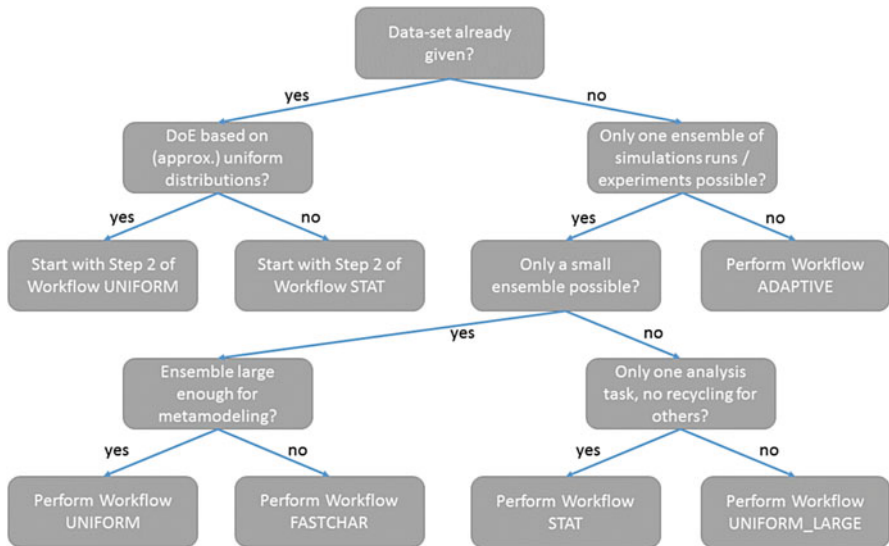 Data-set already
given?
yes
no
DoE based on
(approx.) uniform
distributions?
Only one ensemble of
simulations runs /
experiments possible?
yes
no
yes
no
Start with Step 2 of
Workflow UNIFORM
Start with Step 2 of
Workflow STAT
Only a small
ensemble possible?
Perform Workflow
ADAPTIVE
yes
no
Ensemble large
enough for
metamodeling?
Only one analysis
task, no recycling for
others?
yes
no
yes
no
Perform Workflow
UNIFORM
Perform Workflow
FASTCHAR
Perform Workflow
STAT
Perform Workflow
UNIFORM_LARGE